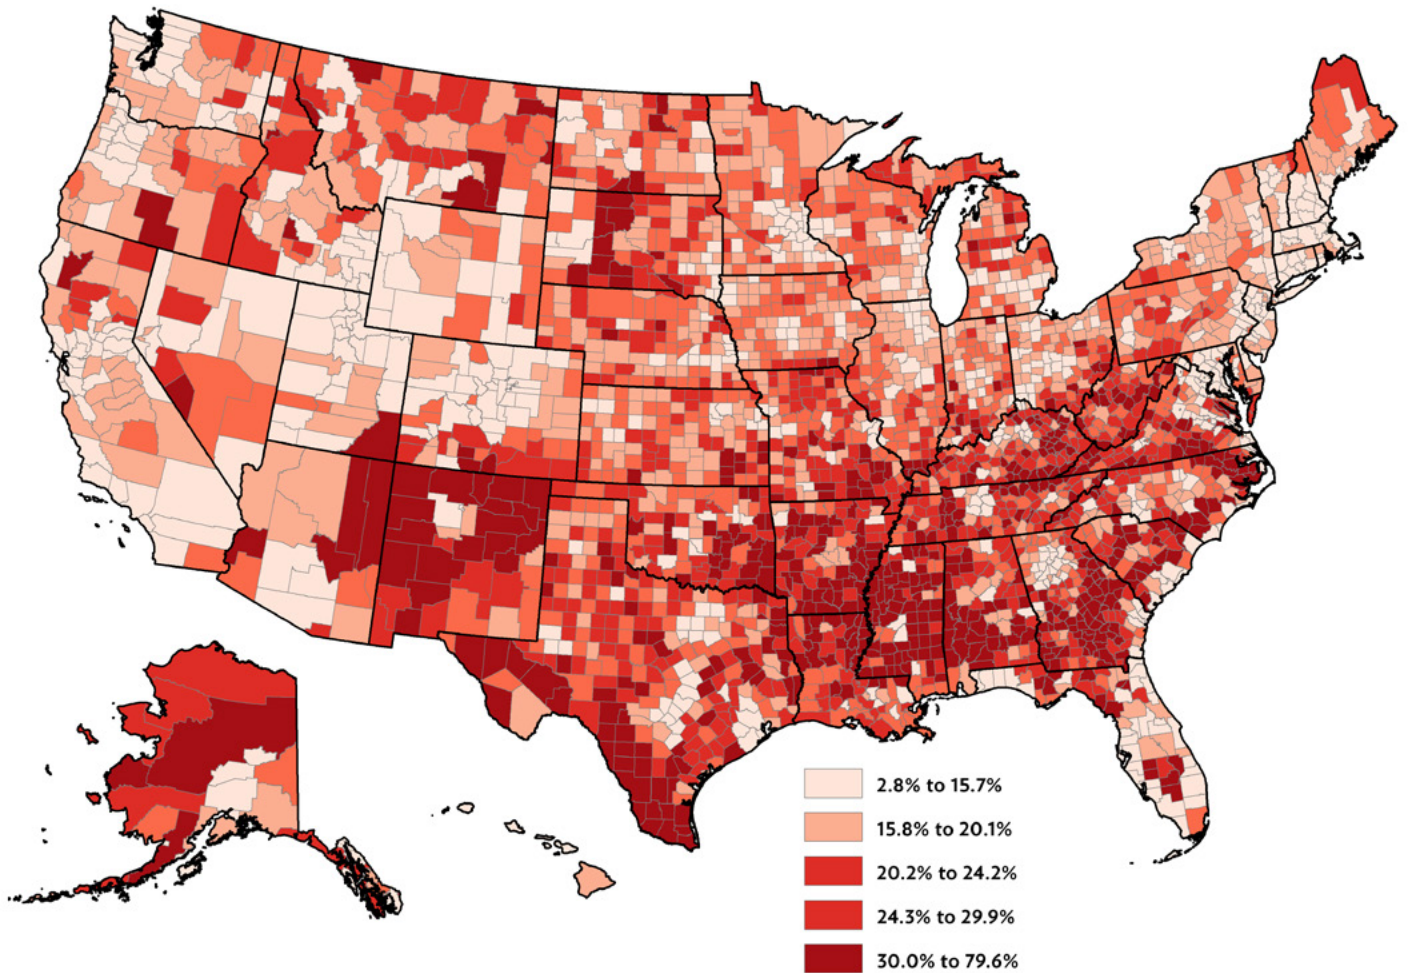 2.8% to 15.7%
15.8% to 20.1%
20.2% to 24.2%
24.3% to 29.9%
30.0% to 79.6%